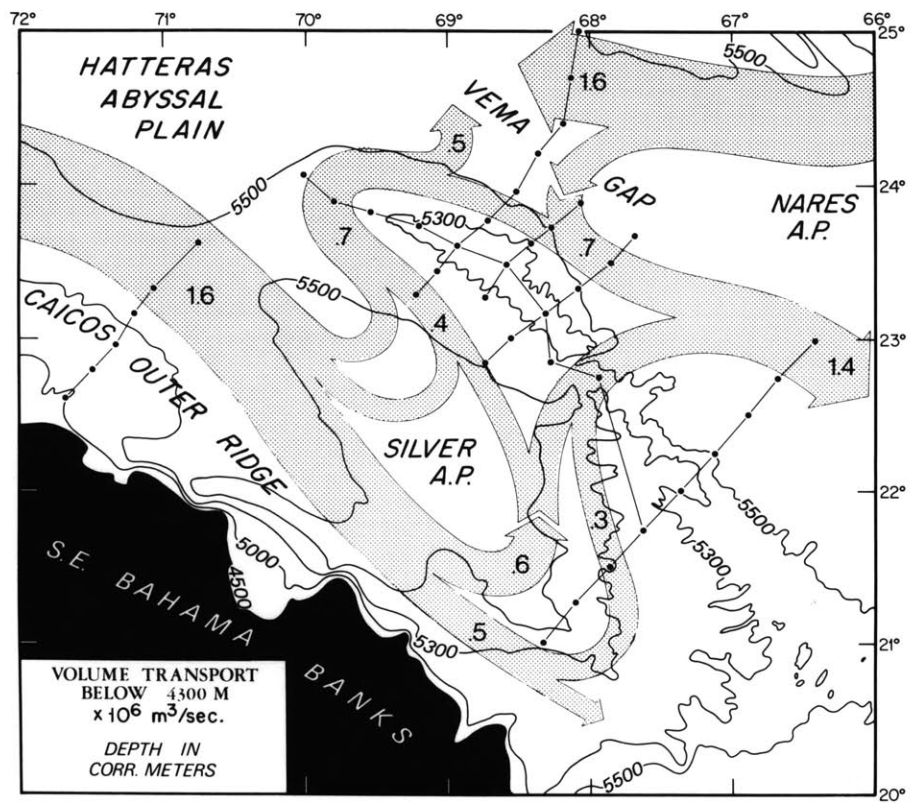 72° 71° 70° 69° 68° 67° 66°
25°
HATTERAS
ABYSSAL
PLAIN
VEMA
GAP
1.6
5500
.5
5500
24°
NARES
A.P.
5300
.7
.7
1.6
5500
.4
23°
1.4
CAICOS
OUTER
RIDGE
SILVER
A.P.
22°
.3
5500
5300
.6
5000
4500
.5
5300
21°
S.E. BAHAMA
BANKS
5500
20°
VOLUME TRANSPORT
BELOW 4300 M
x 10⁶ m³/sec.
DEPTH IN
CORR. METERS